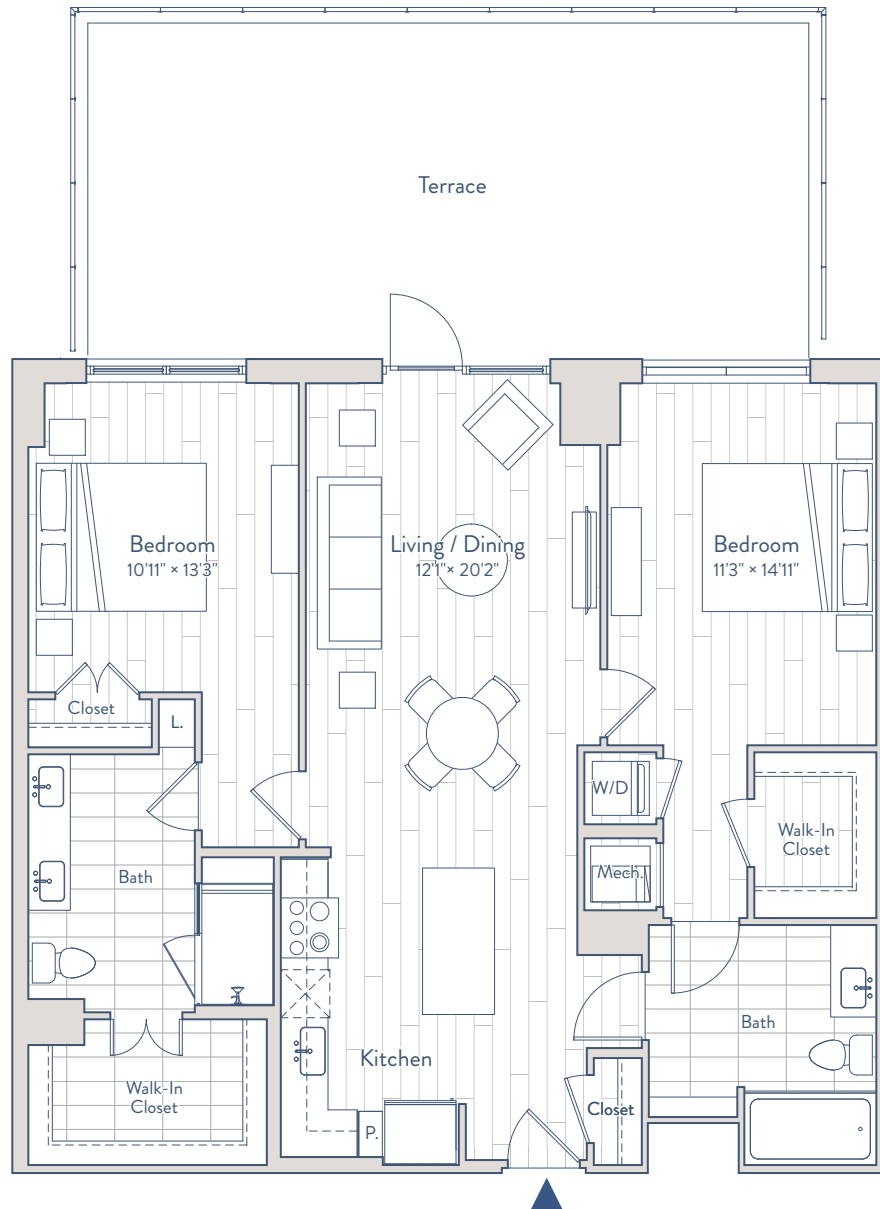 Terrace
Bedroom
10'11" × 13'3"
Living / Dining
12'1" × 20'2"
Bedroom
11'3" × 14'11"
Closet
L.
W/D
Walk-In
Closet
Bath
Mech.
Bath
Kitchen
Walk-In
Closet
Closet
P.